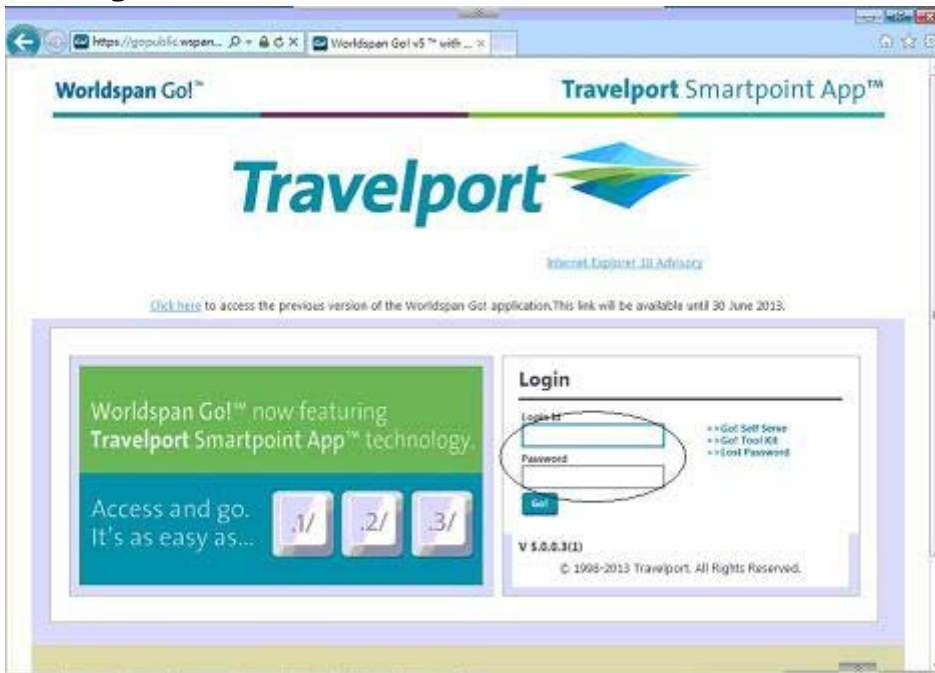 https://gopublic.wspan...
Worldspan Go! v5 ™ with ...
Worldspan Go!™
Travelport Smartpoint App™
Travelport
Internet Explorer 10 Advisory
Click here to access the previous version of the Worldspan Go! application.This link will be available until 30 June 2013.
Worldspan Go!™ now featuring
Travelport Smartpoint App™ technology.
Access and go.
It's as easy as...
.1/ .2/ .3/
Login
Login Id
Password
Go!
>>Go! Self Serve
>>Go! Tool Kit
>>Lost Password
V 5.0.0.3(1)
© 1998-2013 Travelport. All Rights Reserved.